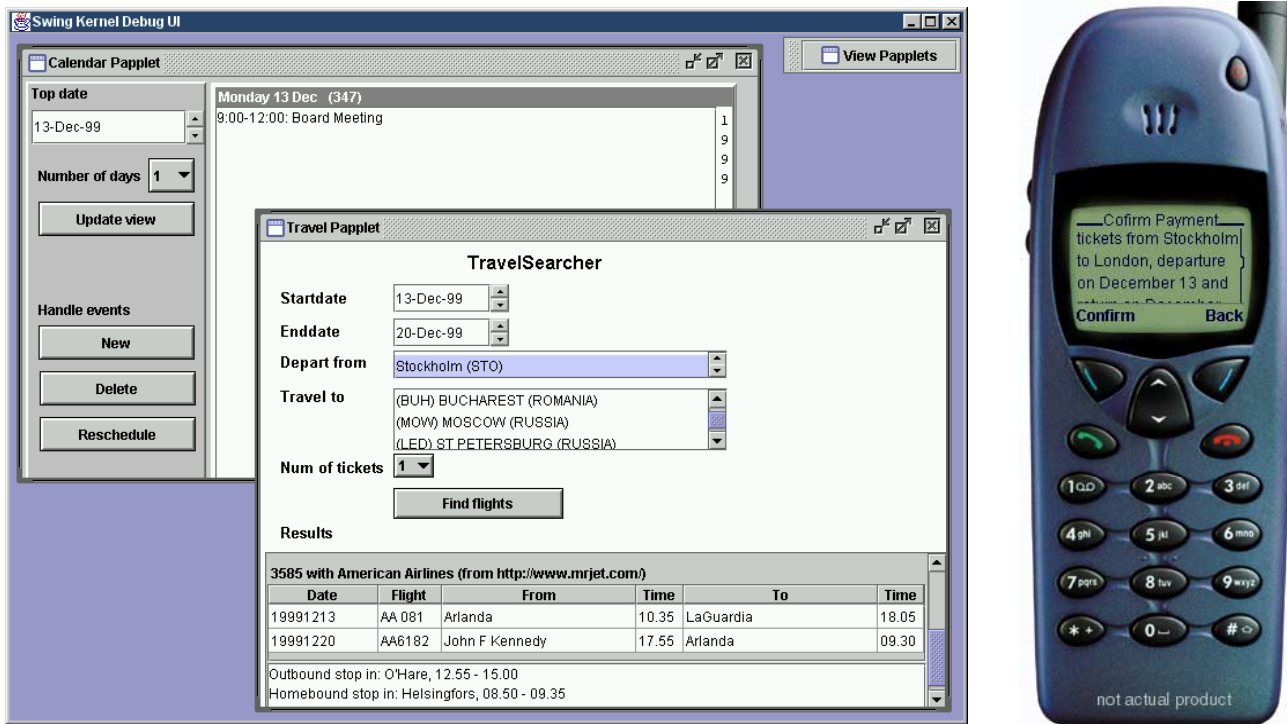 Swing Kernel Debug UI
View Papplets
Calendar Papplet
Top date
13-Dec-99
Number of days 1
Update view
Handle events
New
Delete
Reschedule
Monday 13 Dec (347)
9:00-12:00: Board Meeting
1
9
9
9
Travel Papplet
TravelSearcher
Startdate 13-Dec-99
Enddate 20-Dec-99
Depart from Stockholm (STO)
Travel to
(BUH) BUCHAREST (ROMANIA)
(MOW) MOSCOW (RUSSIA)
(LED) ST PETERSBURG (RUSSIA)
Num of tickets 1
Find flights
Results
3585 with American Airlines (from http://www.mrjet.com/)
Date Flight From Time To Time
19991213 AA 081 Arlanda 10.35 LaGuardia 18.05
19991220 AA6182 John F Kennedy 17.55 Arlanda 09.30
Outbound stop in: O'Hare, 12.55 - 15.00
Homebound stop in: Helsingfors, 08.50 - 09.35
Cofirm Payment
tickets from Stockholm
to London, departure
on December 13 and
return on December
Confirm Back
1 2 abc 3 def
4 ghi 5 jkl 6 mno
7 pqrs 8 tuv 9 wxyz
* + 0 #
not actual product